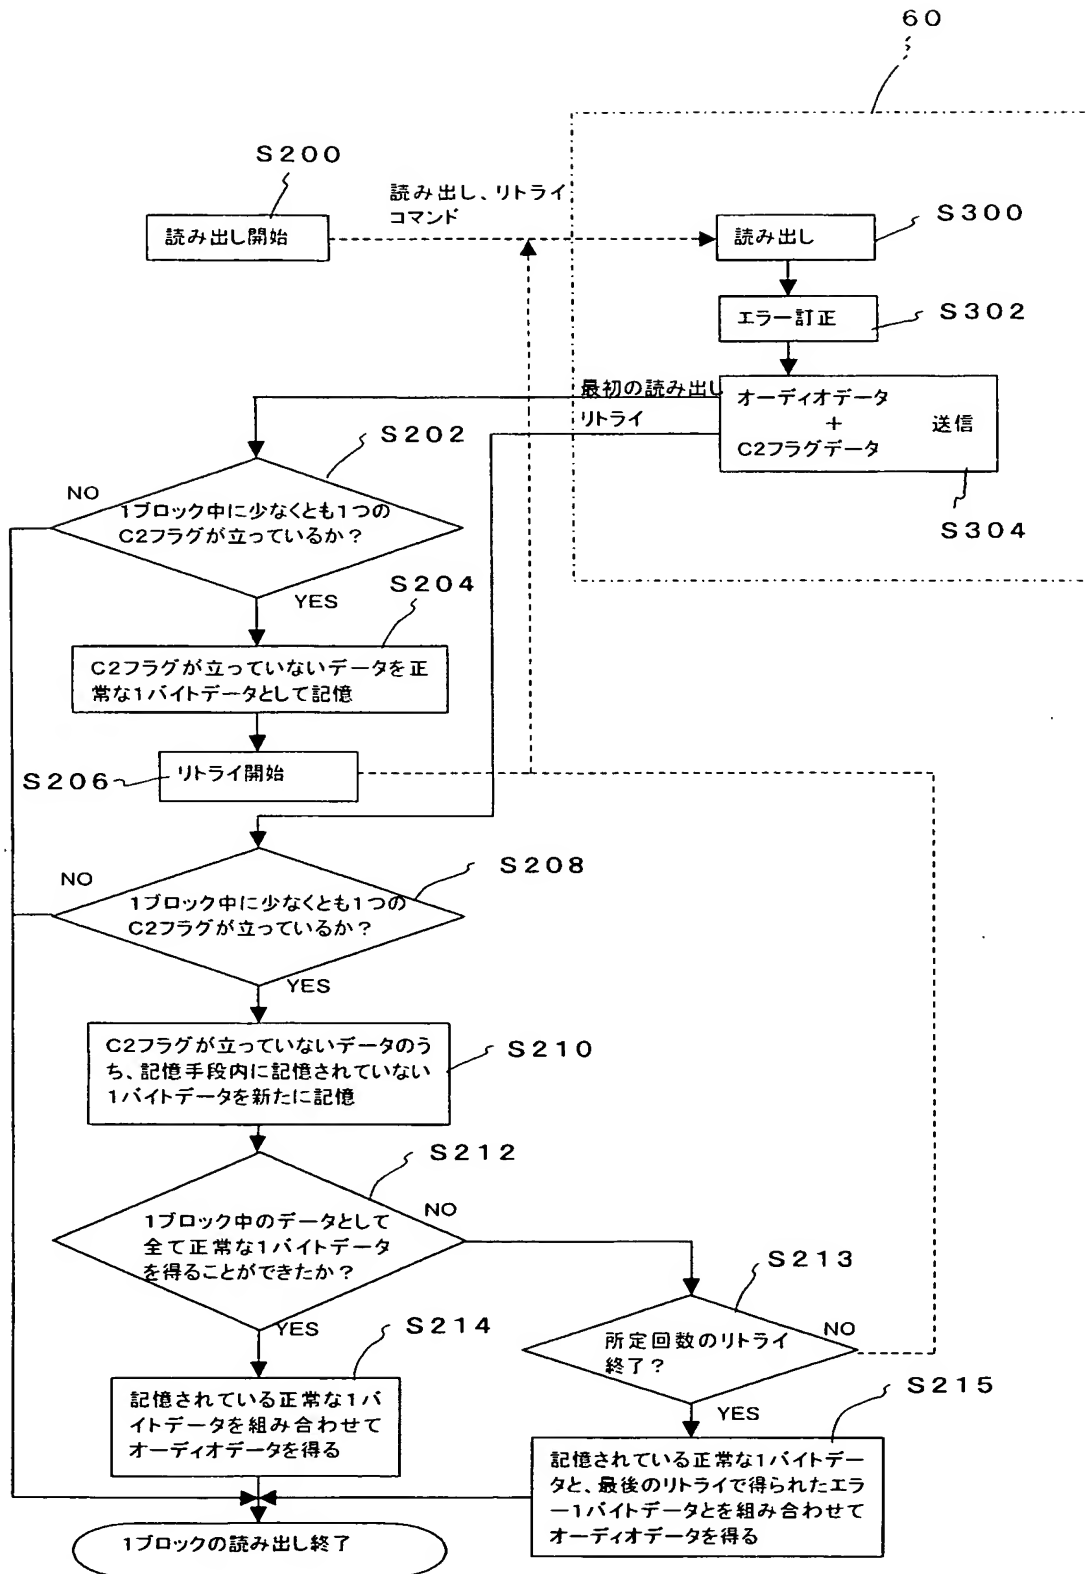 60
S200
読み出し、リトライ
コマンド
読み出し開始
読み出し
S300
エラー訂正
S302
最初の読み出し
リトライ
オーディオデータ
+
C2フラグデータ
送信
S304
S202
NO
1ブロック中に少なくとも1つの
C2フラグが立っているか?
YES
S204
C2フラグが立っていないデータを正
常な1バイトデータとして記憶
S206
リトライ開始
S208
NO
1ブロック中に少なくとも1つの
C2フラグが立っているか?
YES
C2フラグが立っていないデータのう
ち、記憶手段内に記憶されていない
1バイトデータを新たに記憶
S210
S212
NO
1ブロック中のデータとして
全て正常な1バイトデータ
を得ることができたか?
YES
S213
所定回数のリトライ
終了?
NO
YES
S214
記憶されている正常な1バ
イトデータを組み合わせて
オーディオデータを得る
S215
記憶されている正常な1バイトデー
タと、最後のリトライで得られたエラ
ー1バイトデータとを組み合わせて
オーディオデータを得る
1ブロックの読み出し終了